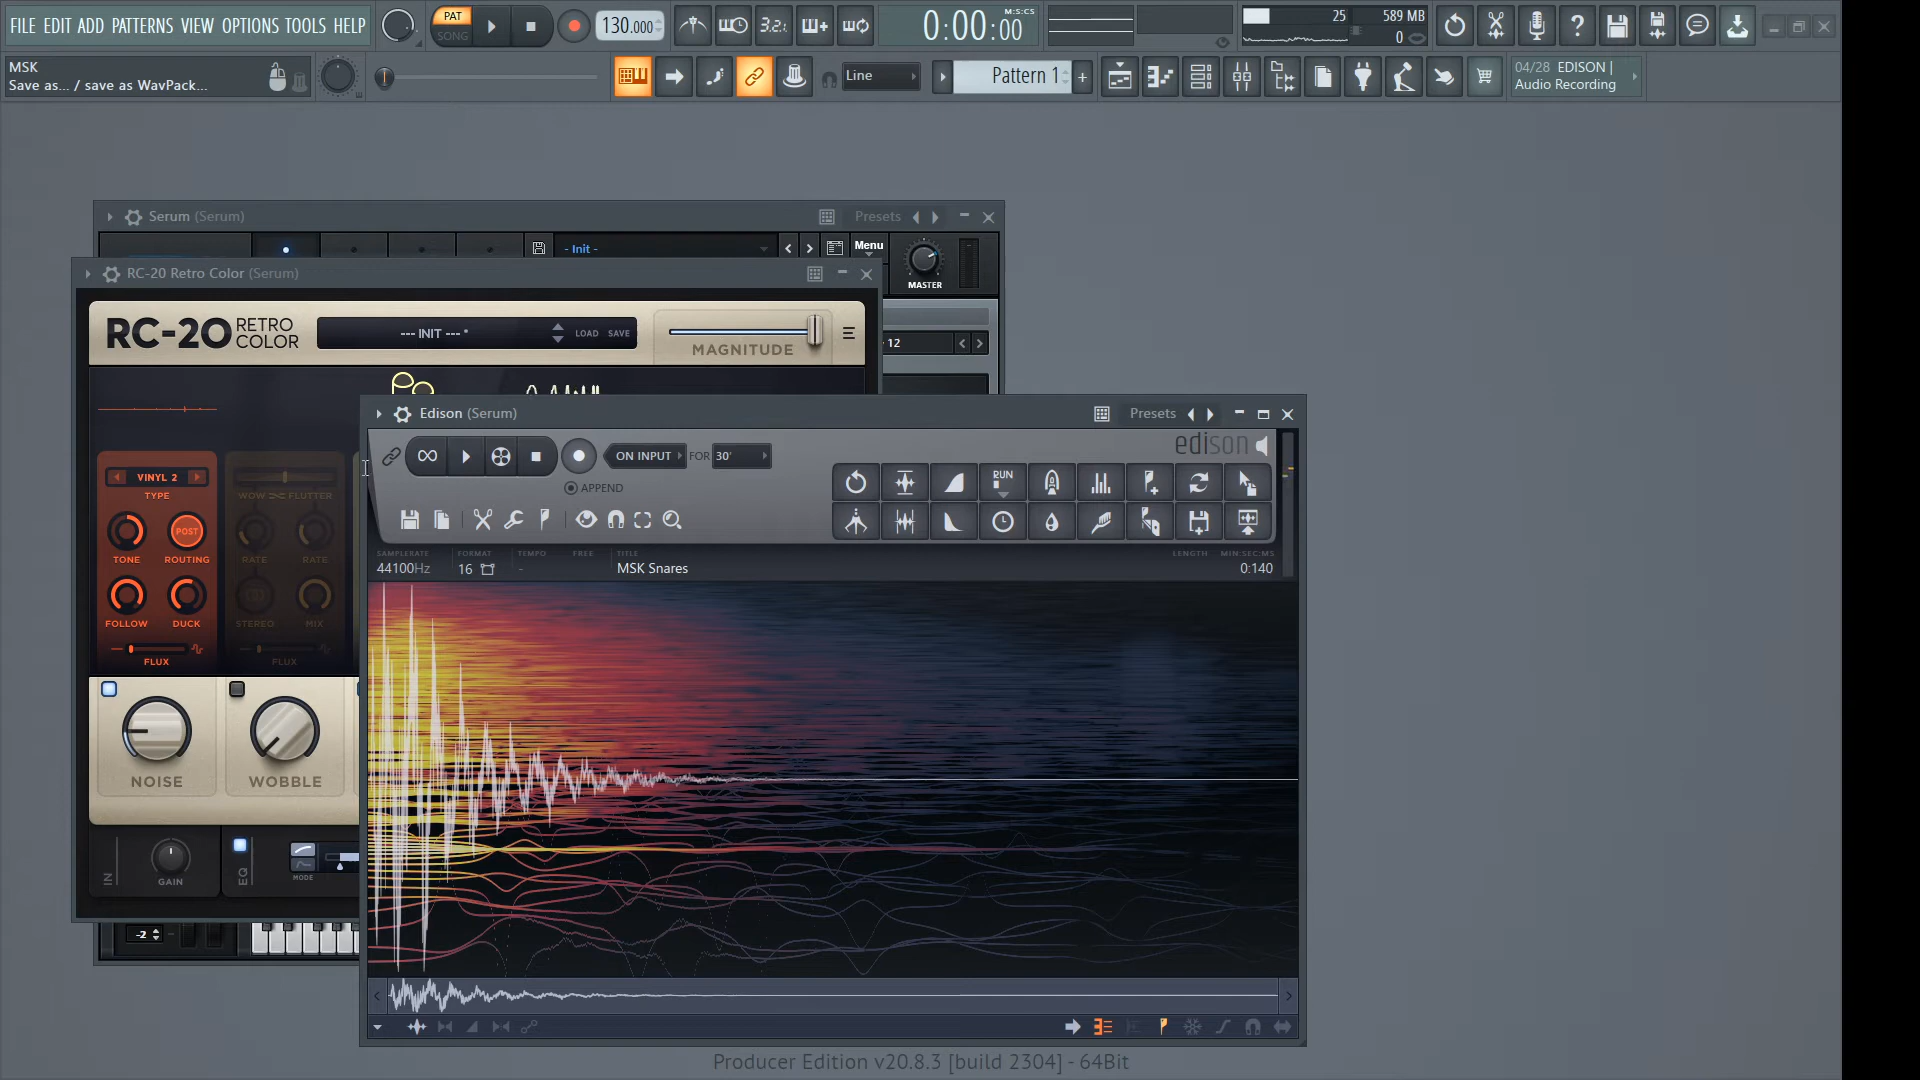 FILE EDIT ADD PATTERNS VIEW OPTIONS TOOLS HELP
PAT
SONG
130.000
3.2.1
0:00:00
M:S:CS
25
589 MB
0
MSK
Save as... / save as WavPack...
Line
Pattern 1
04/28 EDISON |
Audio Recording
Serum (Serum)
Presets
- Init -
Menu
MASTER
RC-20 Retro Color (Serum)
RC-20 RETRO COLOR
--- INIT --- *
LOAD SAVE
MAGNITUDE
12
Edison (Serum)
Presets
edison
ON INPUT
FOR
30'
APPEND
RUN
SAMPLERATE
FORMAT
TEMPO
FREE
TITLE
LENGTH
MIN:SEC:MS
44100Hz
16
-
MSK Snares
0:140
VINYL 2
TYPE
TONE
POST
ROUTING
FOLLOW
DUCK
FLUX
WOW FLUTTER
RATE
RATE
STEREO
MIX
FLUX
NOISE
WOBBLE
IN
GAIN
EQ
MODE
-2
Producer Edition v20.8.3 [build 2304] - 64Bit